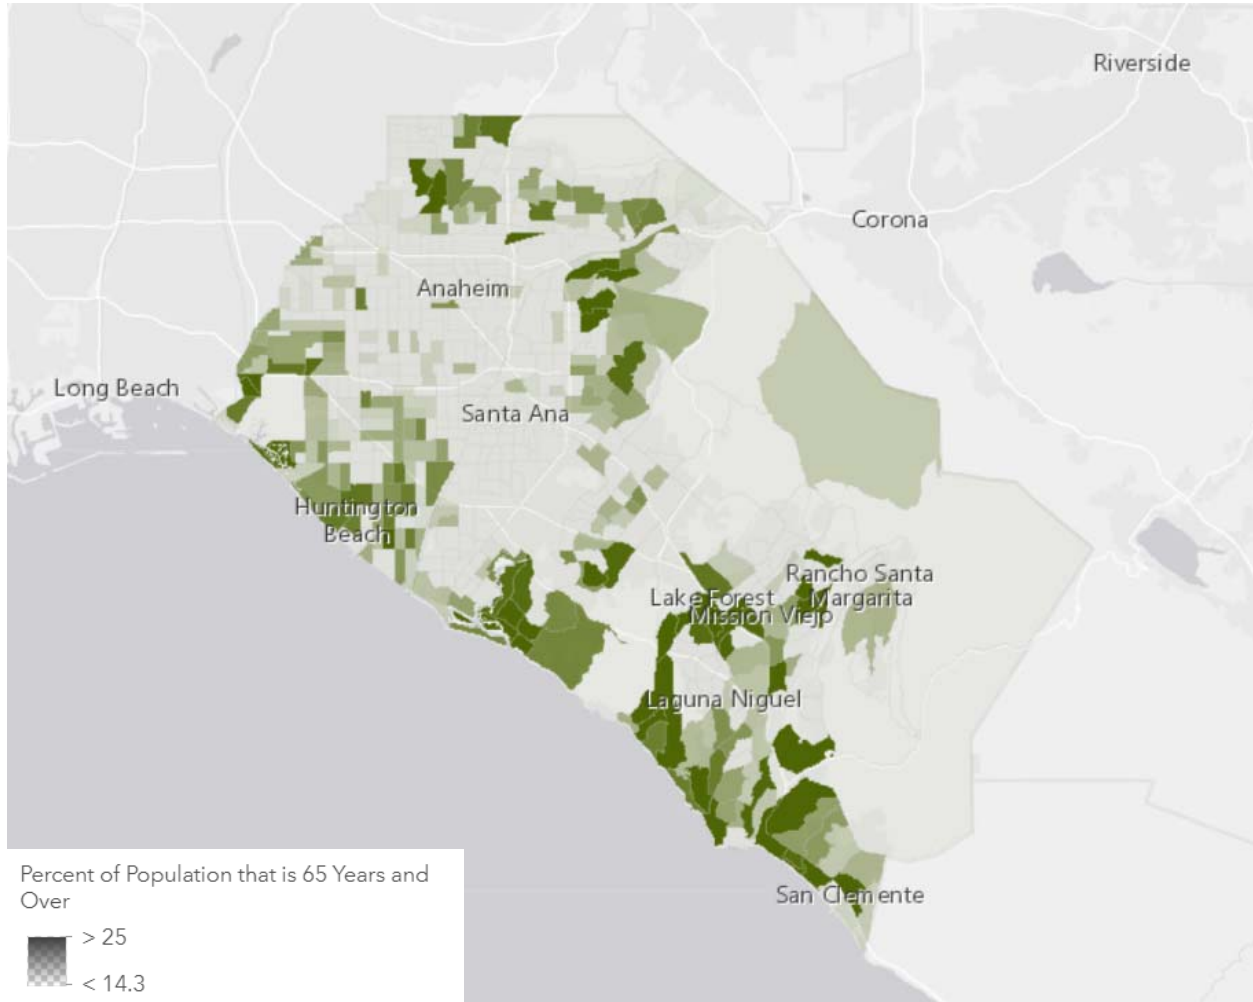 Riverside
Corona
Anaheim
Long Beach
Santa Ana
Huntington
Beach
Rancho Santa
Margarita
Lake Forest
Mission Viejo
Laguna Niguel
San Clemente
Percent of Population that is 65 Years and
Over
> 25
< 14.3